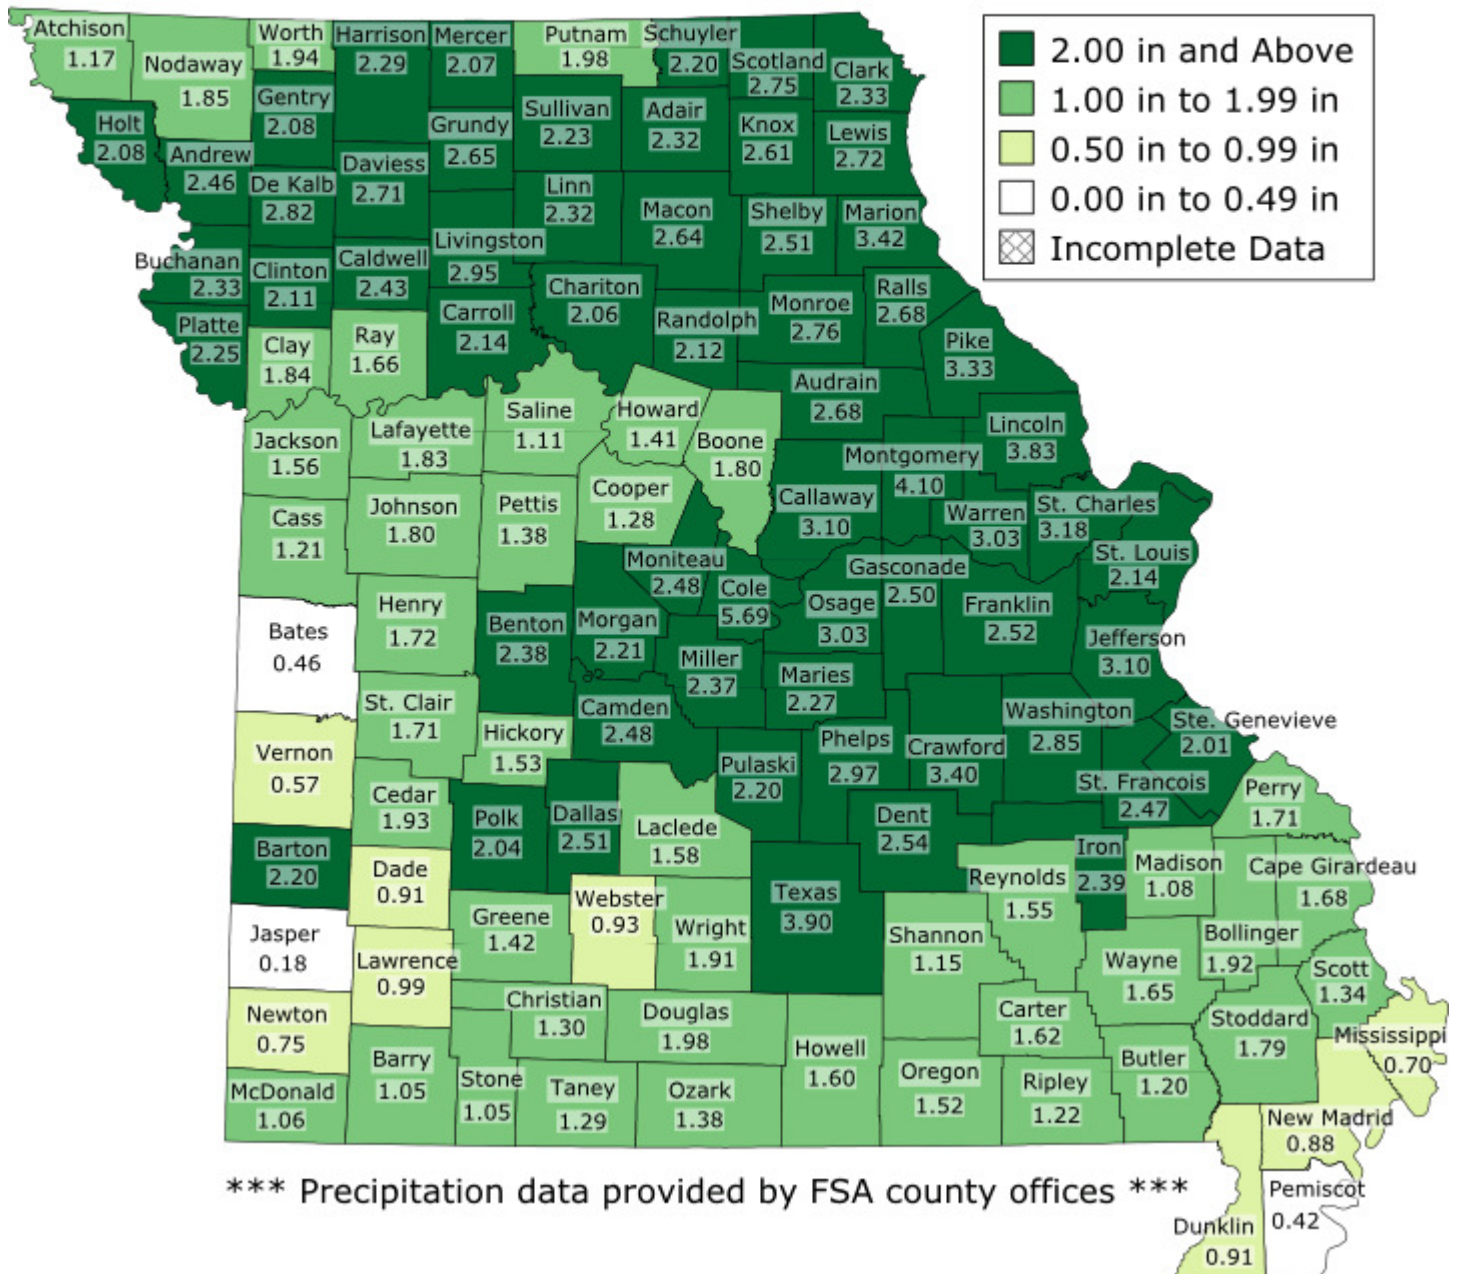 2.00 in and Above
1.00 in to 1.99 in
0.50 in to 0.99 in
0.00 in to 0.49 in
Incomplete Data
Atchison
1.17
Nodaway
1.85
Worth
1.94
Harrison
2.29
Mercer
2.07
Putnam
1.98
Schuyler
2.20
Scotland
2.75
Clark
2.33
Gentry
2.08
Holt
2.08
Andrew
2.46
De Kalb
2.82
Daviess
2.71
Grundy
2.65
Sullivan
2.23
Adair
2.32
Knox
2.61
Lewis
2.72
Linn
2.32
Macon
2.64
Shelby
2.51
Marion
3.42
Buchanan
2.33
Clinton
2.11
Caldwell
2.43
Livingston
2.95
Chariton
2.06
Randolph
2.12
Monroe
2.76
Ralls
2.68
Platte
2.25
Clay
1.84
Ray
1.66
Carroll
2.14
Pike
3.33
Audrain
2.68
Jackson
1.56
Lafayette
1.83
Saline
1.11
Howard
1.41
Boone
1.80
Lincoln
3.83
Montgomery
4.10
Callaway
3.10
Warren
3.03
St. Charles
3.18
Cass
1.21
Johnson
1.80
Pettis
1.38
Cooper
1.28
St. Louis
2.14
Moniteau
2.48
Cole
5.69
Gasconade
2.50
Osage
3.03
Franklin
2.52
Jefferson
3.10
Bates
0.46
Henry
1.72
Benton
2.38
Morgan
2.21
Miller
2.37
Maries
2.27
St. Clair
1.71
Hickory
1.53
Camden
2.48
Washington
2.85
Ste. Genevieve
2.01
Vernon
0.57
Pulaski
2.20
Phelps
2.97
Crawford
3.40
St. Francois
2.47
Perry
1.71
Cedar
1.93
Polk
2.04
Dallas
2.51
Laclede
1.58
Dent
2.54
Iron
2.39
Madison
1.08
Cape Girardeau
1.68
Barton
2.20
Dade
0.91
Webster
0.93
Texas
3.90
Reynolds
1.55
Greene
1.42
Wright
1.91
Shannon
1.15
Bollinger
1.92
Jasper
0.18
Lawrence
0.99
Wayne
1.65
Scott
1.34
Christian
1.30
Douglas
1.98
Carter
1.62
Stoddard
1.79
Mississippi
0.70
Newton
0.75
Howell
1.60
Barry
1.05
Stone
1.05
Taney
1.29
Ozark
1.38
Oregon
1.52
Ripley
1.22
Butler
1.20
McDonald
1.06
New Madrid
0.88
Pemiscot
0.42
Dunklin
0.91
*** Precipitation data provided by FSA county offices ***